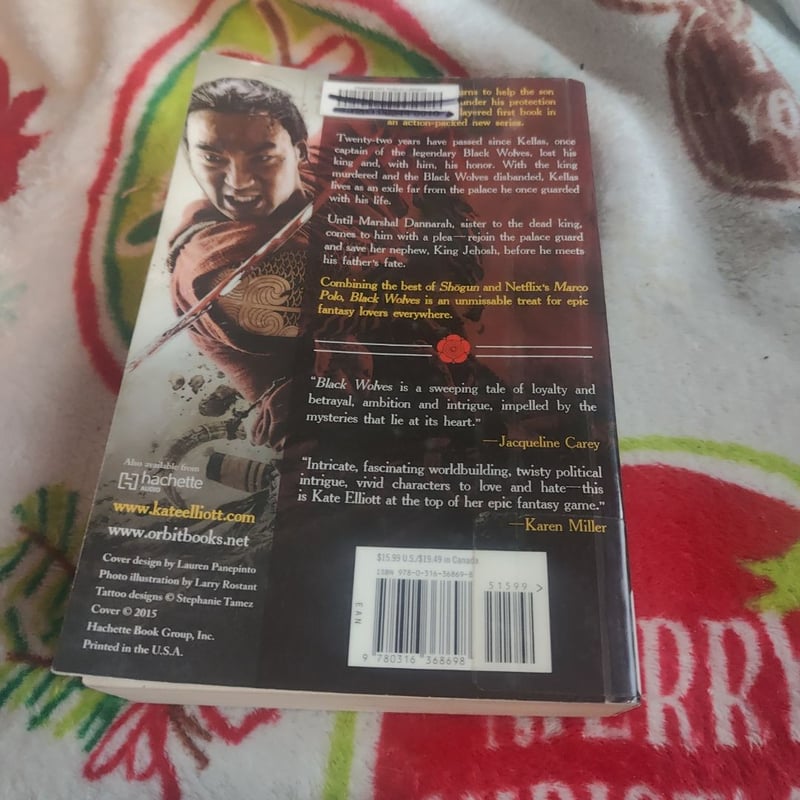 urns to help the son
under his protection
layered first book in
an action-packed new series.
Twenty-two years have passed since Kellas, once
captain of the legendary Black Wolves, lost his
king and, with him, his honor. With the king
murdered and the Black Wolves disbanded, Kellas
lives as an exile far from the palace he once guarded
with his life.
Until Marshal Dannarah, sister to the dead king,
comes to him with a plea—rejoin the palace guard
and save her nephew, King Jehosh, before he meets
his father's fate.
Combining the best of Shōgun and Netflix's Marco
Polo, Black Wolves is an unmissable treat for epic
fantasy lovers everywhere.
"Black Wolves is a sweeping tale of loyalty and
betrayal, ambition and intrigue, impelled by the
mysteries that lie at its heart."
—Jacqueline Carey
"Intricate, fascinating worldbuilding, twisty political
intrigue, vivid characters to love and hate—this
is Kate Elliott at the top of her epic fantasy game."
—Karen Miller
Also available from
hachette
AUDIO
www.kateelliott.com
www.orbitbooks.net
Cover design by Lauren Panepinto
Photo illustration by Larry Rostant
Tattoo designs © Stephanie Tamez
Cover © 2015
Hachette Book Group, Inc.
Printed in the U.S.A.
$15.99 U.S./$19.49 in Canada
ISBN 978-0-316-36869-8
51599 >
EAN
9 780316 368698
ERRY